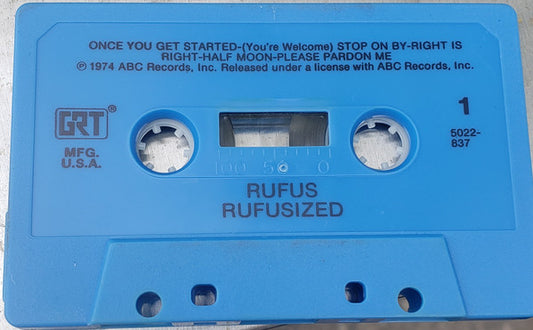 ONCE YOU GET STARTED-(You're Welcome) STOP ON BY-RIGHT IS
RIGHT-HALF MOON-PLEASE PARDON ME
℗ 1974 ABC Records, Inc. Released under a license with ABC Records, Inc.
GRT®
MFG.
U.S.A.
1
5022-
837
100 50 0
RUFUS
RUFUSIZED